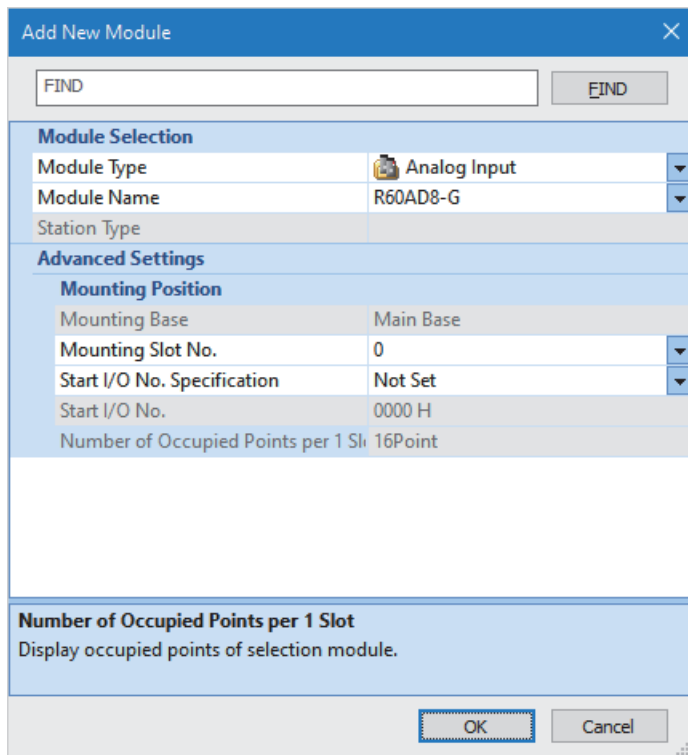 Add New Module
FIND
FIND
Module Selection
Module Type Analog Input
Module Name R60AD8-G
Station Type
Advanced Settings
Mounting Position
Mounting Base Main Base
Mounting Slot No. 0
Start I/O No. Specification Not Set
Start I/O No. 0000 H
Number of Occupied Points per 1 Sl 16Point
Number of Occupied Points per 1 Slot
Display occupied points of selection module.
OK Cancel